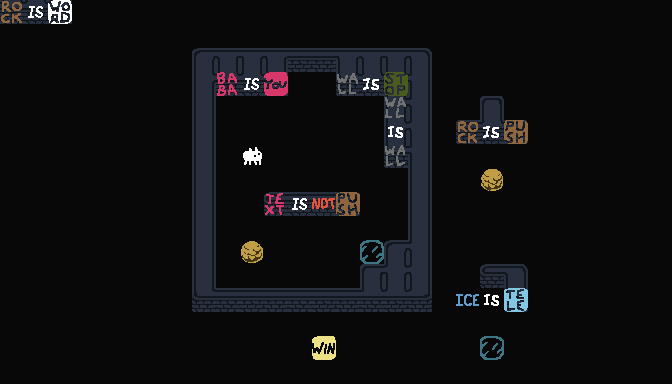 ROCK IS WORD
BABA IS YOU
WALL IS STOP
WALL
IS
WALL
ROCK IS PUSH
TEXT IS NOT PUSH
ICE IS TELE
WIN